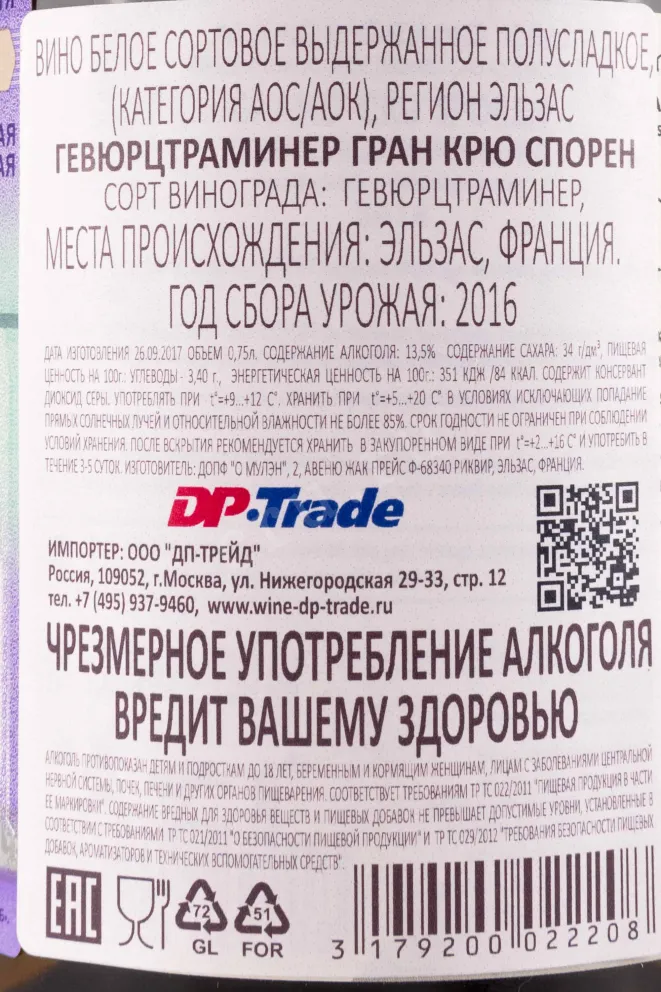 ВИНО БЕЛОЕ СОРТОВОЕ ВЫДЕРЖАННОЕ ПОЛУСЛАДКОЕ,
(КАТЕГОРИЯ АОС/АОК), РЕГИОН ЭЛЬЗАС
ГЕВЮРЦТРАМИНЕР ГРАН КРЮ СПОРЕН
СОРТ ВИНОГРАДА: ГЕВЮРЦТРАМИНЕР,
МЕСТА ПРОИСХОЖДЕНИЯ: ЭЛЬЗАС, ФРАНЦИЯ.
ГОД СБОРА УРОЖАЯ: 2016
ДАТА ИЗГОТОВЛЕНИЯ 26.09.2017 ОБЪЕМ 0,75л. СОДЕРЖАНИЕ АЛКОГОЛЯ: 13,5% СОДЕРЖАНИЕ САХАРА: 34 г/дм³, ПИЩЕВАЯ
ЦЕННОСТЬ НА 100г.: УГЛЕВОДЫ - 3,40 г., ЭНЕРГЕТИЧЕСКАЯ ЦЕННОСТЬ НА 100г.: 351 КДЖ /84 ККАЛ. СОДЕРЖИТ КОНСЕРВАНТ
ДИОКСИД СЕРЫ. УПОТРЕБЛЯТЬ ПРИ t°=+9...+12 С°. ХРАНИТЬ ПРИ t°=+5...+20 С° В УСЛОВИЯХ ИСКЛЮЧАЮЩИХ ПОПАДАНИЕ
ПРЯМЫХ СОЛНЕЧНЫХ ЛУЧЕЙ И ОТНОСИТЕЛЬНОЙ ВЛАЖНОСТИ НЕ БОЛЕЕ 85%. СРОК ГОДНОСТИ НЕ ОГРАНИЧЕН ПРИ СОБЛЮДЕНИИ
УСЛОВИЙ ХРАНЕНИЯ. ПОСЛЕ ВСКРЫТИЯ РЕКОМЕНДУЕТСЯ ХРАНИТЬ В ЗАКУПОРЕННОМ ВИДЕ ПРИ t°=+2...+16 С° И УПОТРЕБИТЬ В
ТЕЧЕНИЕ 3-5 СУТОК. ИЗГОТОВИТЕЛЬ: ДОПФ "О МУЛЭН", 2, АВЕНЮ ЖАК ПРЕЙС Ф-68340 РИКВИР, ЭЛЬЗАС, ФРАНЦИЯ.
DP·Trade
ИМПОРТЕР: ООО "ДП-ТРЕЙД"
Россия, 109052, г.Москва, ул. Нижегородская 29-33, стр. 12
тел. +7 (495) 937-9460, www.wine-dp-trade.ru
ЧРЕЗМЕРНОЕ УПОТРЕБЛЕНИЕ АЛКОГОЛЯ
ВРЕДИТ ВАШЕМУ ЗДОРОВЬЮ
АЛКОГОЛЬ ПРОТИВОПОКАЗАН ДЕТЯМ И ПОДРОСТКАМ ДО 18 ЛЕТ, БЕРЕМЕННЫМ И КОРМЯЩИМ ЖЕНЩИНАМ, ЛИЦАМ С ЗАБОЛЕВАНИЯМИ ЦЕНТРАЛЬНОЙ
НЕРВНОЙ СИСТЕМЫ, ПОЧЕК, ПЕЧЕНИ И ДРУГИХ ОРГАНОВ ПИЩЕВАРЕНИЯ. СООТВЕТСТВУЕТ ТРЕБОВАНИЯМ ТР ТС 022/2011 "ПИЩЕВАЯ ПРОДУКЦИЯ В ЧАСТИ
ЕЕ МАРКИРОВКИ". СОДЕРЖАНИЕ ВРЕДНЫХ ДЛЯ ЗДОРОВЬЯ ВЕЩЕСТВ И ПИЩЕВЫХ ДОБАВОК НЕ ПРЕВЫШАЕТ ДОПУСТИМЫЕ УРОВНИ, УСТАНОВЛЕННЫЕ В
СООТВЕТСТВИИ С ТРЕБОВАНИЯМИ ТР ТС 021/2011 "О БЕЗОПАСНОСТИ ПИЩЕВОЙ ПРОДУКЦИИ" И ТР ТС 029/2012 "ТРЕБОВАНИЯ БЕЗОПАСНОСТИ ПИЩЕВЫХ
ДОБАВОК, АРОМАТИЗАТОРОВ И ТЕХНИЧЕСКИХ ВСПОМОГАТЕЛЬНЫХ СРЕДСТВ".
EAC
72
GL
51
FOR
3 179200 022208